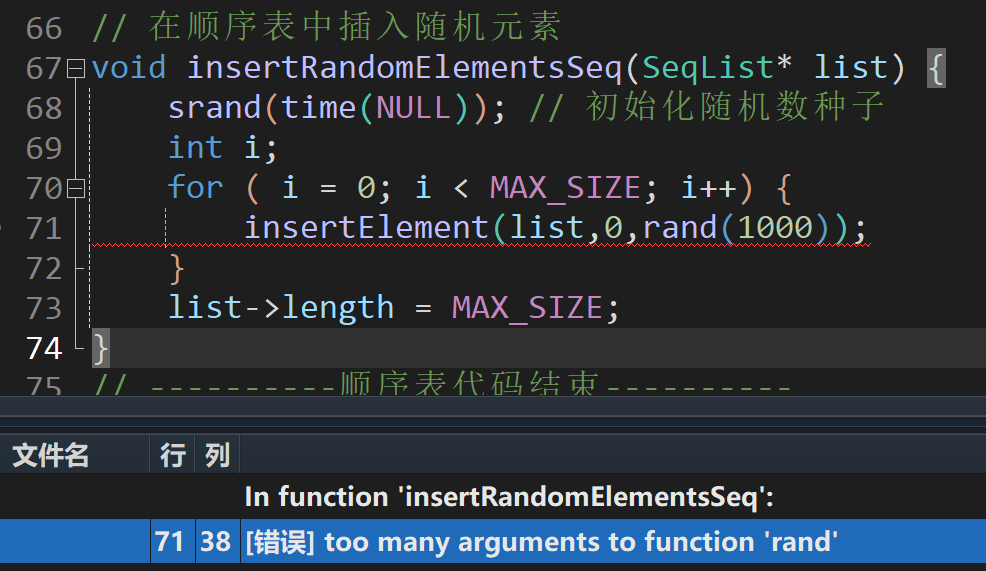 66 // 在顺序表中插入随机元素
67 void insertRandomElementsSeq(SeqList* list) {
68 srand(time(NULL)); // 初始化随机数种子
69 int i;
70 for ( i = 0; i < MAX_SIZE; i++) {
71 insertElement(list,0,rand(1000));
72 }
73 list->length = MAX_SIZE;
74 }
75 // ----------顺序表代码结束----------
文件名 行 列
In function 'insertRandomElementsSeq':
71 38 [错误] too many arguments to function 'rand'